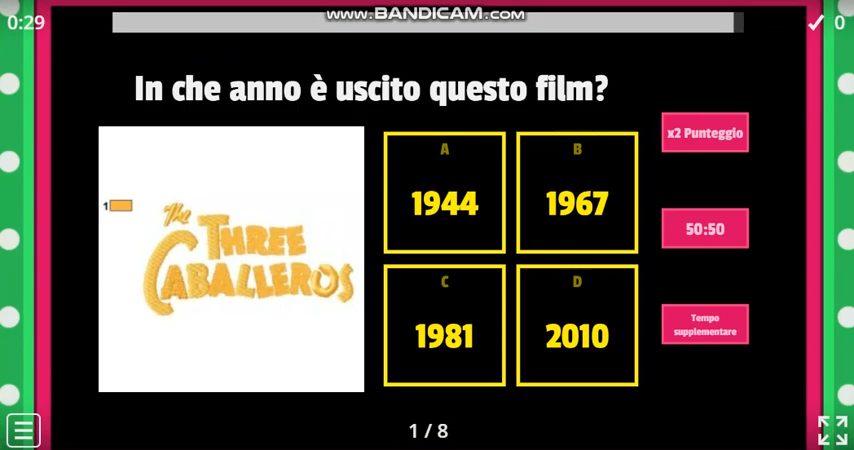 www.BANDICAM.com
0:29
0
In che anno è uscito questo film?
x2 Punteggio
A
1944
B
1967
1
The
THREE
CABALLEROS
50:50
C
1981
D
2010
Tempo
supplementare
1 / 8